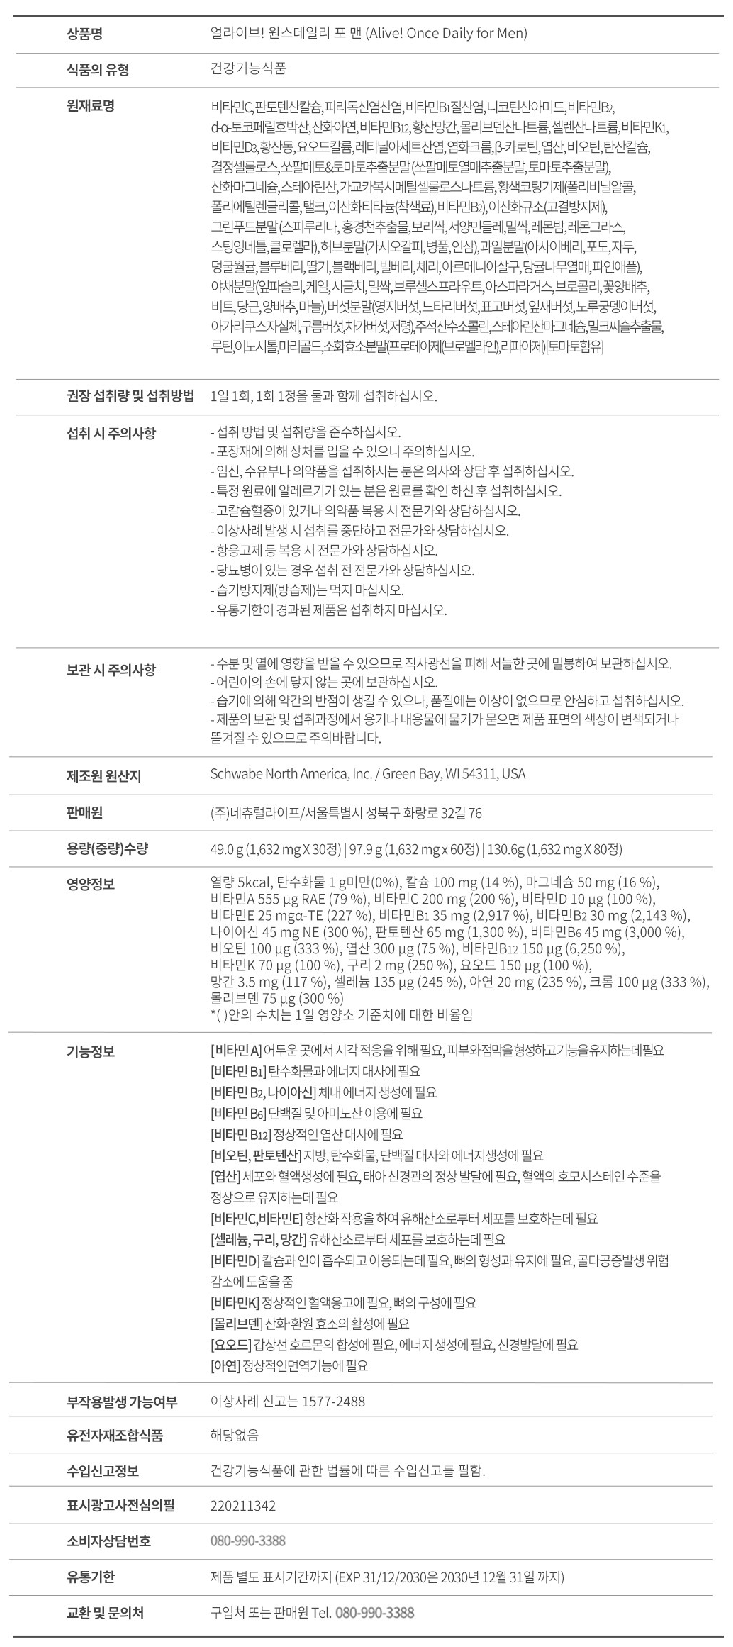 상품명 얼라이브! 원스데일리 포 맨 (Alive! Once Daily for Men)
식품의 유형 건강기능식품
원재료명 비타민C,판토텐산칼슘,피리독신염산염,비타민B1질산염,니코틴산아미드,비타민B2,
d-α-토코페릴호박산,산화아연,비타민B12,황산망간,몰리브덴산나트륨,셀렌산나트륨,비타민K1,
비타민D3,황산동,요오드칼륨,레티닐아세트산염,염화크롬,β-카로틴,엽산,비오틴,탄산칼슘,
결정셀룰로스,쏘팔메토&토마토추출분말(쏘팔메토열매추출분말,토마토추출분말),
산화마그네슘,스테아린산,가교카복시메틸셀룰로스나트륨,황색코팅기제(폴리비닐알콜,
폴리에틸렌글리콜,탤크,이산화티타늄(착색료),비타민B2),이산화규소(고결방지제),
그린푸드분말(스피루리나,홍경천추출물,보리싹,서양민들레,밀싹,레몬밤,레몬그라스,
스팅잉네틀,클로렐라),허브분말(가시오갈피,병풀,인삼),과일분말(아사이베리,포도,자두,
덩굴월귤,블루베리,딸기,블랙베리,빌베리,체리,아르메니아살구,당귤나무열매,파인애플),
야채분말(잎파슬리,케일,시금치,밀싹,브루셀스프라우트,아스파라거스,브로콜리,꽃양배추,
비트,당근,양배추,마늘),버섯분말(영지버섯,느타리버섯,표고버섯,잎새버섯,노루궁뎅이버섯,
아가리쿠스자실체,구름버섯,차가버섯,저령),주석산수소콜린,스테아린산마그네슘,밀크씨슬추출물,
루틴,이노시톨,마리골드,소화효소분말(프로테아제(브로멜라인),리파아제)|토마토함유|
권장 섭취량 및 섭취방법 1일 1회, 1회 1정을 물과 함께 섭취하십시오.
섭취 시 주의사항 - 섭취 방법 및 섭취량을 준수하십시오.
- 포장재에 의해 상처를 입을 수 있으니 주의하십시오.
- 임신, 수유부나 의약품을 섭취하시는 분은 의사와 상담 후 섭취하십시오.
- 특정 원료에 알레르기가 있는 분은 원료를 확인 하신 후 섭취하십시오.
- 고칼슘혈증이 있거나 의약품 복용 시 전문가와 상담하십시오.
- 이상사례 발생 시 섭취를 중단하고 전문가와 상담하십시오.
- 항응고제 등 복용 시 전문가와 상담하십시오.
- 당뇨병이 있는 경우 섭취 전 전문가와 상담하십시오.
- 습기방지제(방습제)는 먹지 마십시오.
- 유통기한이 경과된 제품은 섭취하지 마십시오.
보관 시 주의사항 - 수분 및 열에 영향을 받을 수 있으므로 직사광선을 피해 서늘한 곳에 밀봉하여 보관하십시오.
- 어린이의 손에 닿지 않는 곳에 보관하십시오.
- 습기에 의해 약간의 반점이 생길 수 있으나, 품질에는 이상이 없으므로 안심하고 섭취하십시오.
- 제품의 보관 및 섭취과정에서 용기나 내용물에 물기가 묻으면 제품 표면의 색상이 변색되거나
뜯겨질 수 있으므로 주의바랍니다.
제조원 원산지 Schwabe North America, Inc. / Green Bay, WI 54311, USA
판매원 (주)네츄럴라이프/서울특별시 성북구 화랑로 32길 76
용량(중량)수량 49.0 g (1,632 mg X 30정) | 97.9 g (1,632 mg x 60정) | 130.6g (1,632 mg X 80정)
영양정보 열량 5kcal, 탄수화물 1 g미만(0%), 칼슘 100 mg (14 %), 마그네슘 50 mg (16 %),
비타민A 555 µg RAE (79 %), 비타민C 200 mg (200 %), 비타민D 10 µg (100 %),
비타민E 25 mgα-TE (227 %), 비타민B1 35 mg (2,917 %), 비타민B2 30 mg (2,143 %),
나이아신 45 mg NE (300 %), 판토텐산 65 mg (1,300 %), 비타민B6 45 mg (3,000 %),
비오틴 100 µg (333 %), 엽산 300 µg (75 %), 비타민B12 150 µg (6,250 %),
비타민K 70 µg (100 %), 구리 2 mg (250 %), 요오드 150 µg (100 %),
망간 3.5 mg (117 %), 셀레늄 135 µg (245 %), 아연 20 mg (235 %), 크롬 100 µg (333 %),
몰리브덴 75 µg (300 %)
*( )안의 수치는 1일 영양소 기준치에 대한 비율임
기능정보 [비타민 A] 어두운 곳에서 시각 적응을 위해 필요, 피부와 점막을 형성하고 기능을 유지하는데 필요
[비타민 B1] 탄수화물과 에너지 대사에 필요
[비타민 B2, 나이아신] 체내 에너지 생성에 필요
[비타민 B6] 단백질 및 아미노산 이용에 필요
[비타민 B12] 정상적인 엽산 대사에 필요
[비오틴, 판토텐산] 지방, 탄수화물, 단백질 대사와 에너지생성에 필요
[엽산] 세포와 혈액생성에 필요, 태아 신경관의 정상 발달에 필요, 혈액의 호모시스테인 수준을
정상으로 유지하는데 필요
[비타민C,비타민E] 항산화 작용을 하여 유해산소로부터 세포를 보호하는데 필요
[셀레늄, 구리, 망간] 유해산소로부터 세포를 보호하는데 필요
[비타민D] 칼슘과 인이 흡수되고 이용되는데 필요, 뼈의 형성과 유지에 필요, 골다공증발생 위험
감소에 도움을 줌
[비타민K] 정상적인 혈액응고에 필요, 뼈의 구성에 필요
[몰리브덴] 산화·환원 효소의 활성에 필요
[요오드] 갑상선 호르몬의 합성에 필요, 에너지 생성에 필요, 신경발달에 필요
[아연] 정상적인 면역기능에 필요
부작용발생 가능여부 이상사례 신고는 1577-2488
유전자재조합식품 해당없음
수입신고정보 건강기능식품에 관한 법률에 따른 수입신고를 필함.
표시광고사전심의필 220211342
소비자상담번호 080-990-3388
유통기한 제품 별도 표시기간까지 (EXP.31/12/2030은 2030년 12월 31일 까지)
교환 및 문의처 구입처 또는 판매원 Tel. 080-990-3388